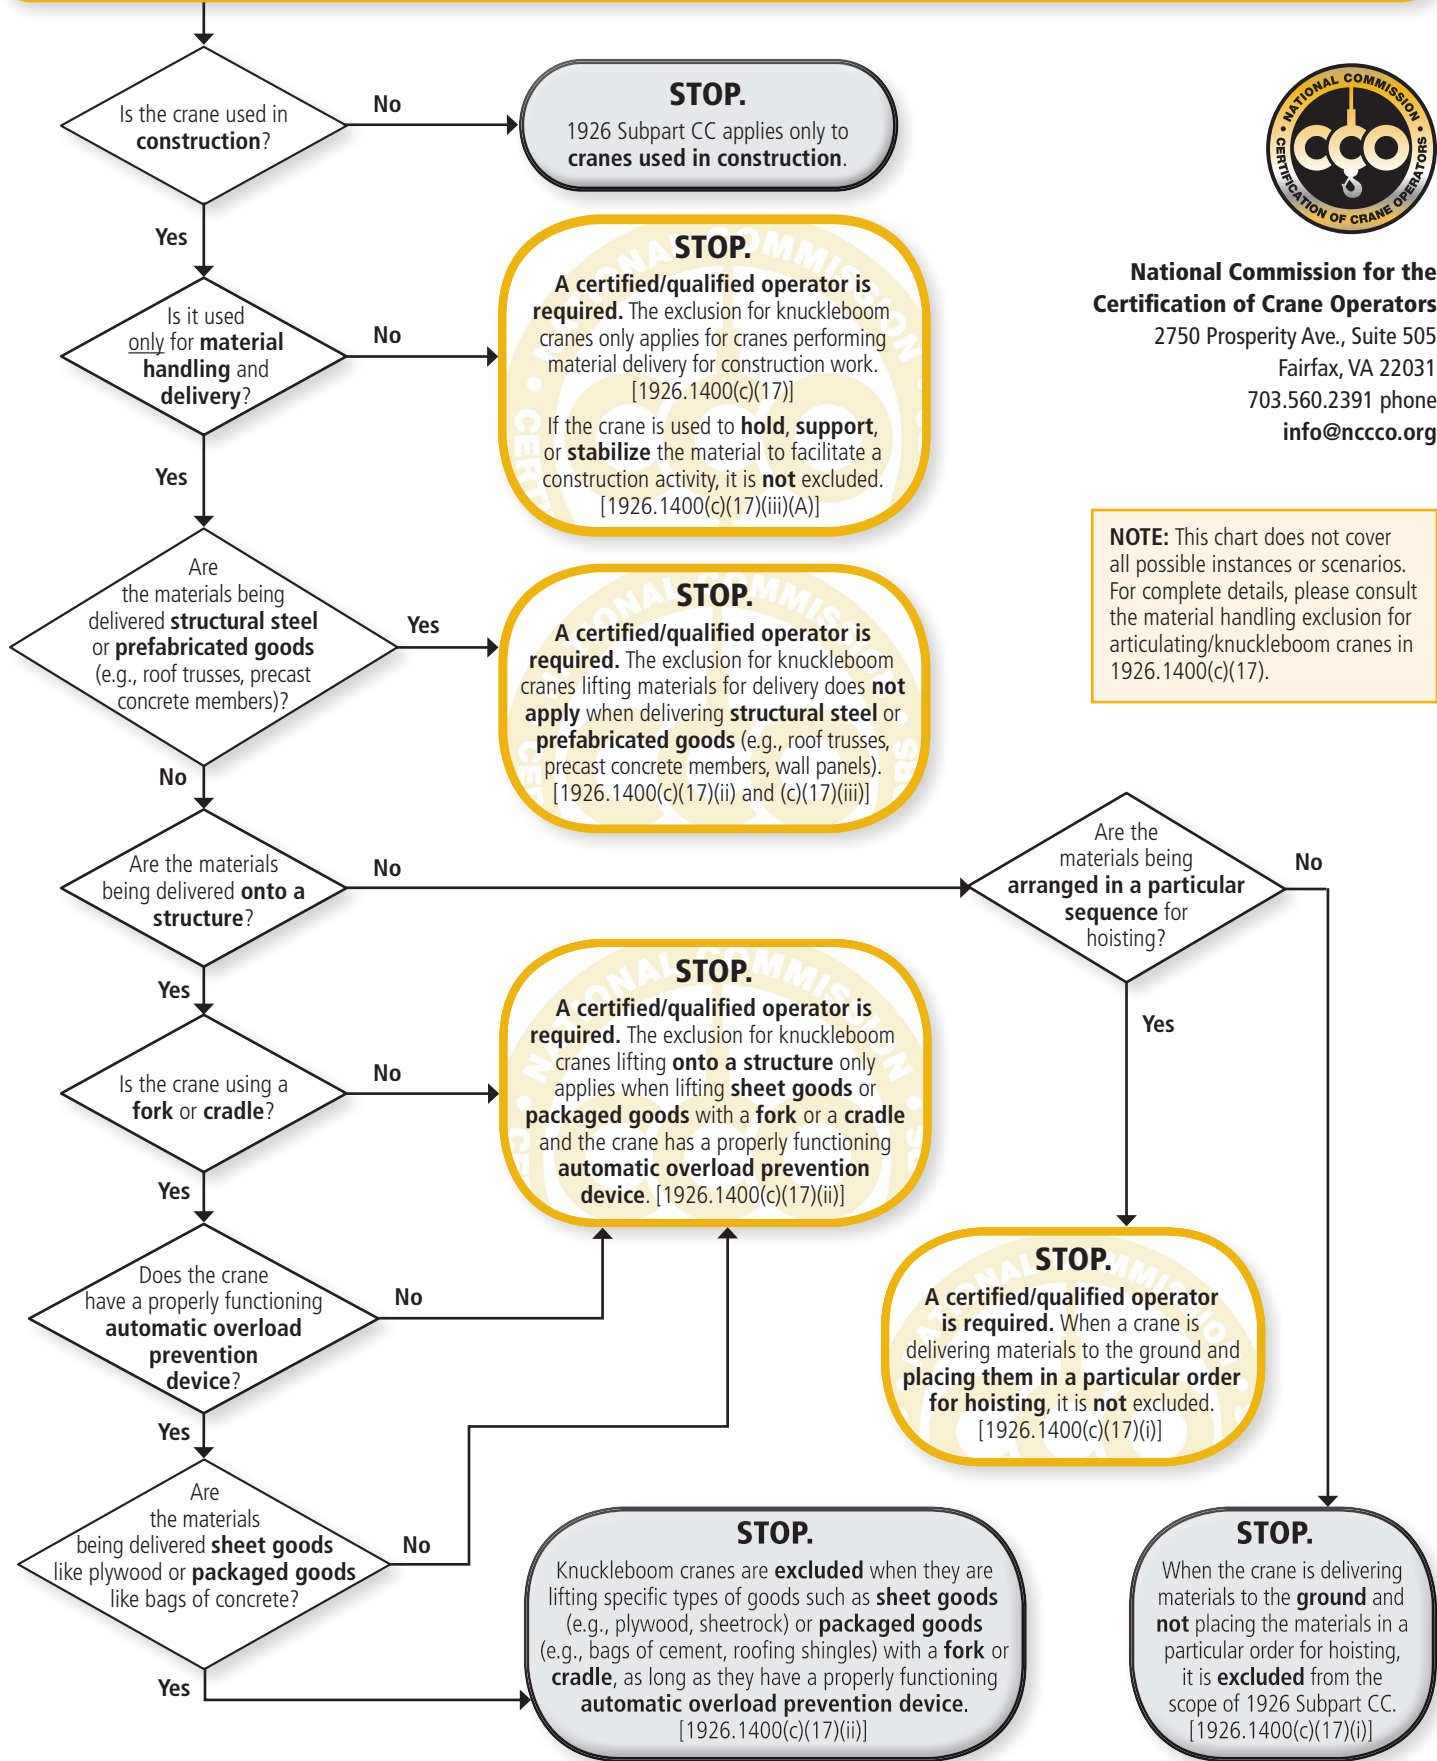 Is the crane used in
construction?
No
STOP.
1926 Subpart CC applies only to
cranes used in construction.
NATIONAL COMMISSION
CERTIFICATION OF CRANE OPERATORS
CCO
National Commission for the
Certification of Crane Operators
2750 Prosperity Ave., Suite 505
Fairfax, VA 22031
703.560.2391 phone
info@nccco.org
Yes
Is it used
only for material
handling and
delivery?
No
STOP.
A certified/qualified operator is
required. The exclusion for knuckleboom
cranes only applies for cranes performing
material delivery for construction work.
[1926.1400(c)(17)]
If the crane is used to hold, support,
or stabilize the material to facilitate a
construction activity, it is not excluded.
[1926.1400(c)(17)(iii)(A)]
NOTE: This chart does not cover
all possible instances or scenarios.
For complete details, please consult
the material handling exclusion for
articulating/knuckleboom cranes in
1926.1400(c)(17).
Yes
Are
the materials being
delivered structural steel
or prefabricated goods
(e.g., roof trusses, precast
concrete members)?
Yes
STOP.
A certified/qualified operator is
required. The exclusion for knuckleboom
cranes lifting materials for delivery does not
apply when delivering structural steel or
prefabricated goods (e.g., roof trusses,
precast concrete members, wall panels).
[1926.1400(c)(17)(ii) and (c)(17)(iii)]
No
Are the materials
being delivered onto a
structure?
No
Are the
materials being
arranged in a particular
sequence for
hoisting?
No
Yes
Yes
Is the crane using a
fork or cradle?
No
STOP.
A certified/qualified operator is
required. The exclusion for knuckleboom
cranes lifting onto a structure only
applies when lifting sheet goods or
packaged goods with a fork or a cradle
and the crane has a properly functioning
automatic overload prevention
device. [1926.1400(c)(17)(ii)]
Yes
Does the crane
have a properly functioning
automatic overload
prevention
device?
No
STOP.
A certified/qualified operator
is required. When a crane is
delivering materials to the ground and
placing them in a particular order
for hoisting, it is not excluded.
[1926.1400(c)(17)(i)]
Yes
Are
the materials
being delivered sheet goods
like plywood or packaged goods
like bags of concrete?
No
Yes
STOP.
Knuckleboom cranes are excluded when they are
lifting specific types of goods such as sheet goods
(e.g., plywood, sheetrock) or packaged goods
(e.g., bags of cement, roofing shingles) with a fork or
cradle, as long as they have a properly functioning
automatic overload prevention device.
[1926.1400(c)(17)(ii)]
STOP.
When the crane is delivering
materials to the ground and
not placing the materials in a
particular order for hoisting,
it is excluded from the
scope of 1926 Subpart CC.
[1926.1400(c)(17)(i)]